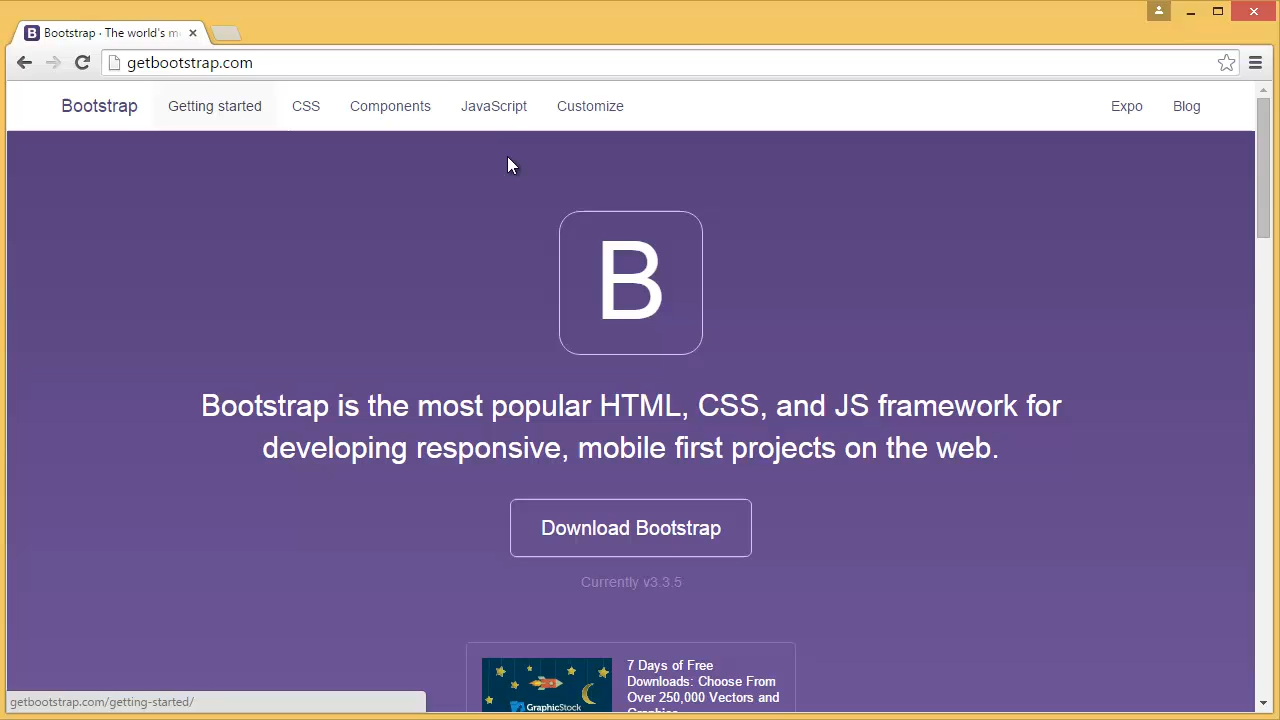 B Bootstrap · The world's m
getbootstrap.com
Bootstrap Getting started CSS Components JavaScript Customize Expo Blog
B
Bootstrap is the most popular HTML, CSS, and JS framework for
developing responsive, mobile first projects on the web.
Download Bootstrap
Currently v3.3.5
7 Days of Free
Downloads: Choose From
Over 250,000 Vectors and
GraphicStock
getbootstrap.com/getting-started/